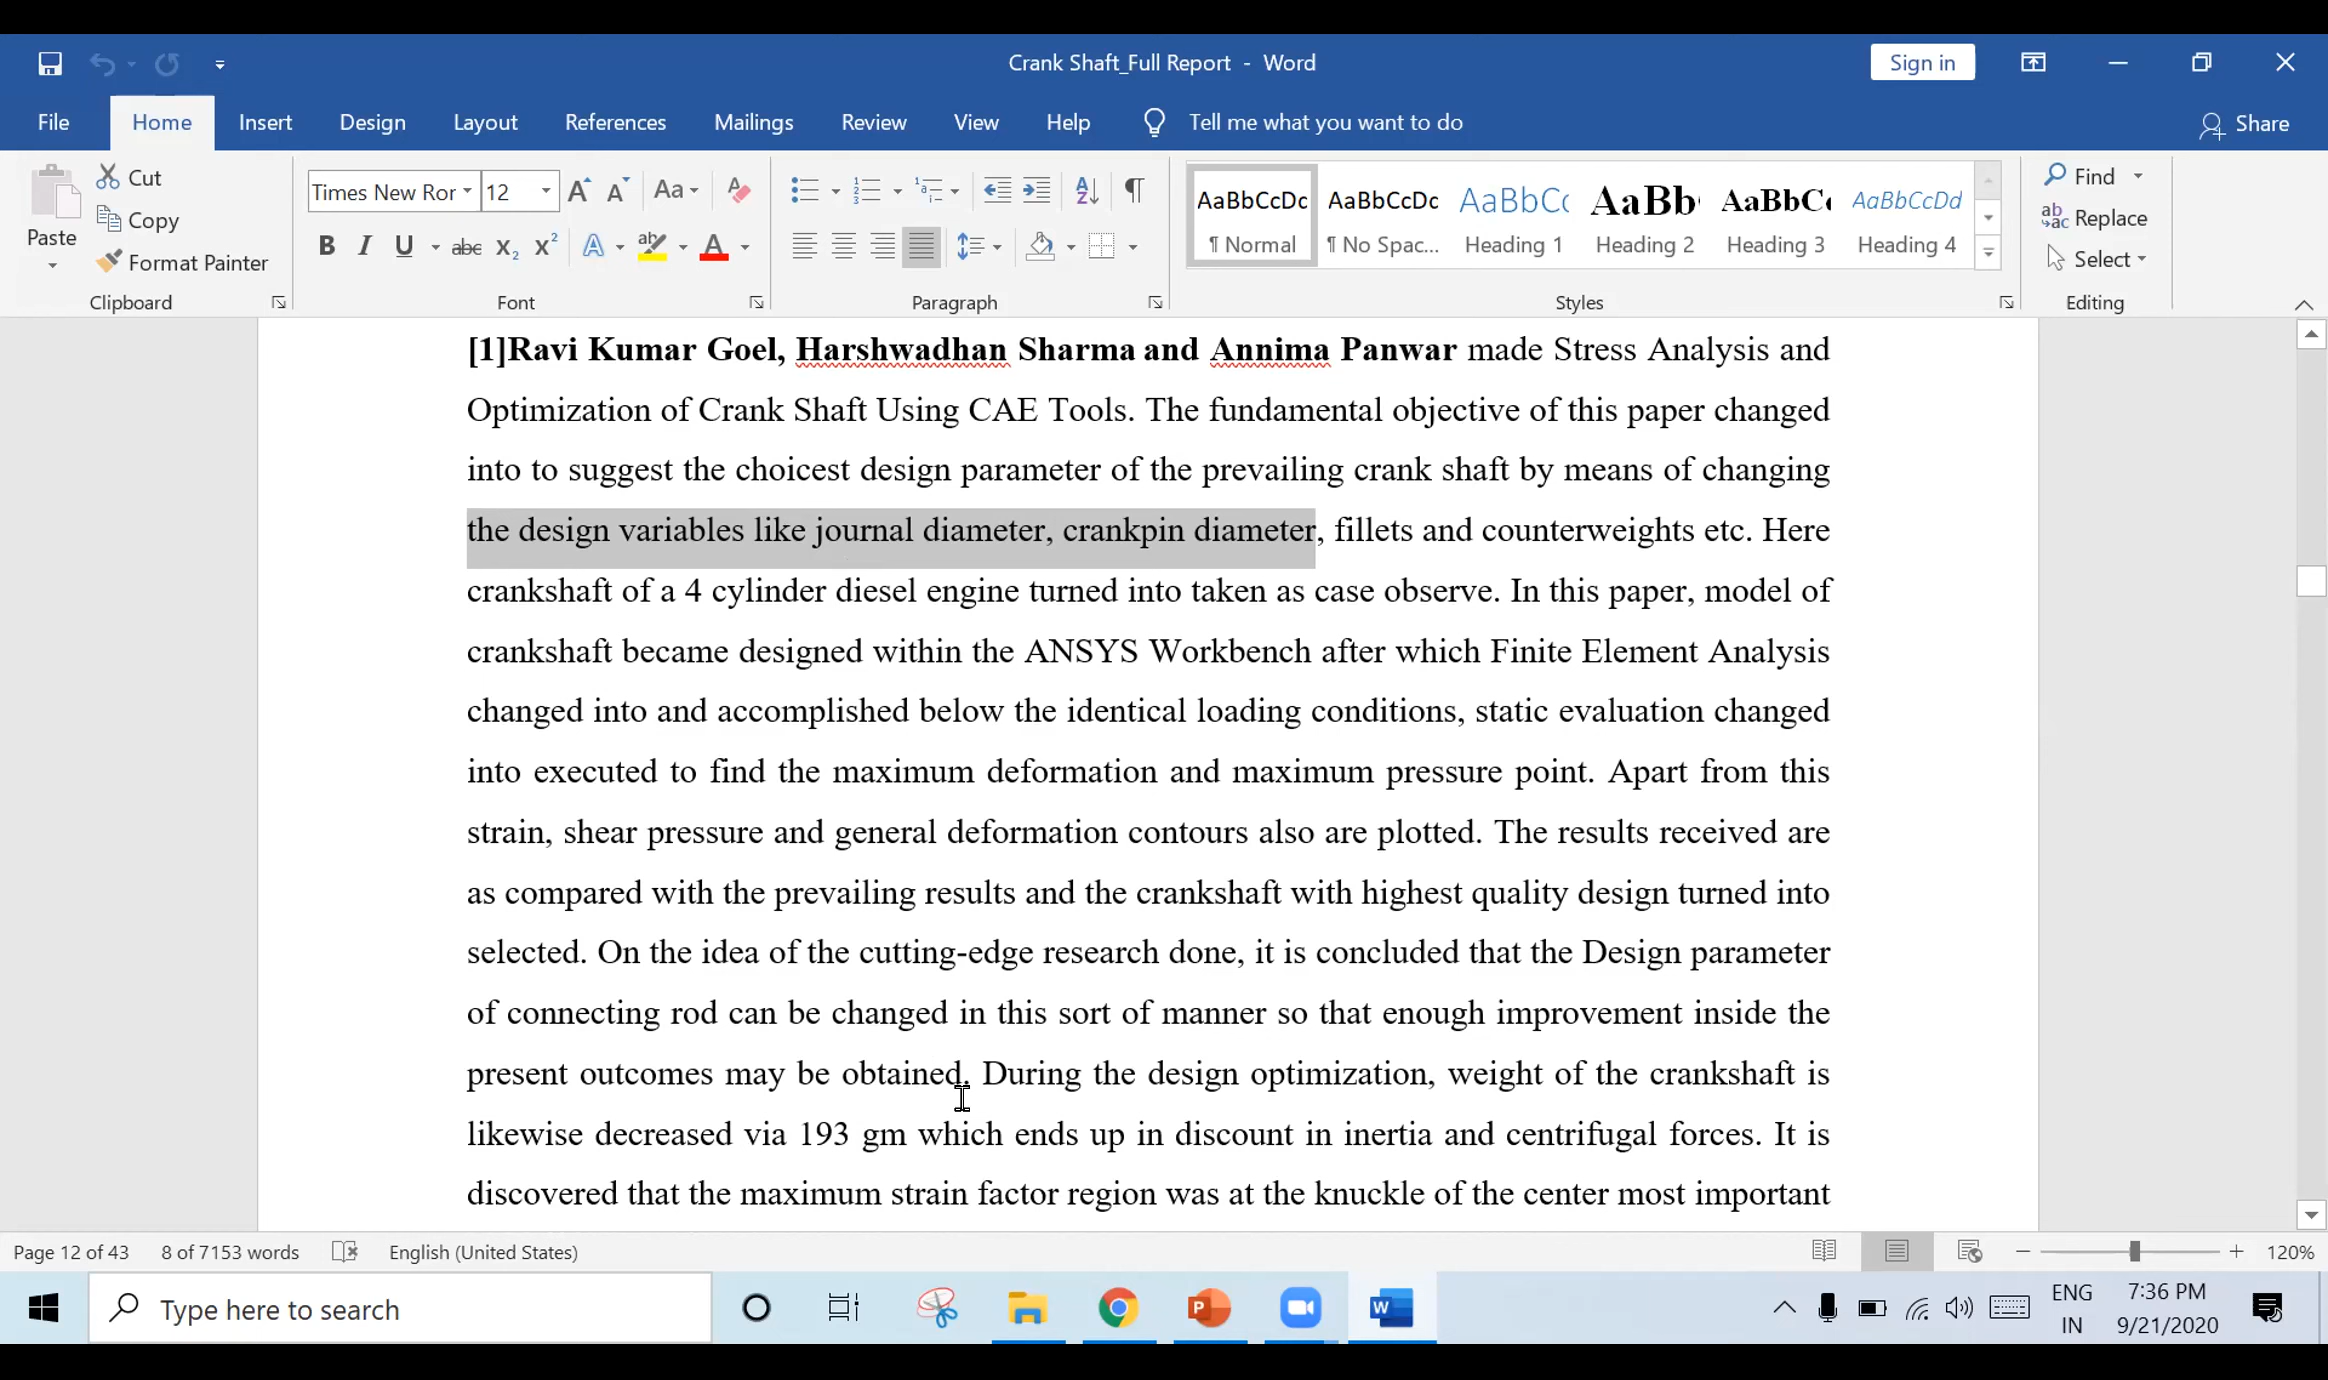 Crank Shaft_Full Report - Word
Sign in
File Home Insert Design Layout References Mailings Review View Help Tell me what you want to do Share
Paste
Cut
Copy
Format Painter
Clipboard
Times New Ror 12
Font
Paragraph
AaBbCcDc AaBbCcDc AaBbCc AaBb AaBbC AaBbCcDd
¶ Normal ¶ No Spac... Heading 1 Heading 2 Heading 3 Heading 4
Styles
Find
Replace
Select
Editing
[1]Ravi Kumar Goel, Harshwadhan Sharma and Annima Panwar made Stress Analysis and
Optimization of Crank Shaft Using CAE Tools. The fundamental objective of this paper changed
into to suggest the choicest design parameter of the prevailing crank shaft by means of changing
the design variables like journal diameter, crankpin diameter, fillets and counterweights etc. Here
crankshaft of a 4 cylinder diesel engine turned into taken as case observe. In this paper, model of
crankshaft became designed within the ANSYS Workbench after which Finite Element Analysis
changed into and accomplished below the identical loading conditions, static evaluation changed
into executed to find the maximum deformation and maximum pressure point. Apart from this
strain, shear pressure and general deformation contours also are plotted. The results received are
as compared with the prevailing results and the crankshaft with highest quality design turned into
selected. On the idea of the cutting-edge research done, it is concluded that the Design parameter
of connecting rod can be changed in this sort of manner so that enough improvement inside the
present outcomes may be obtained. During the design optimization, weight of the crankshaft is
likewise decreased via 193 gm which ends up in discount in inertia and centrifugal forces. It is
discovered that the maximum strain factor region was at the knuckle of the center most important
Page 12 of 43 8 of 7153 words English (United States) 120%
Type here to search
ENG
IN
7:36 PM
9/21/2020